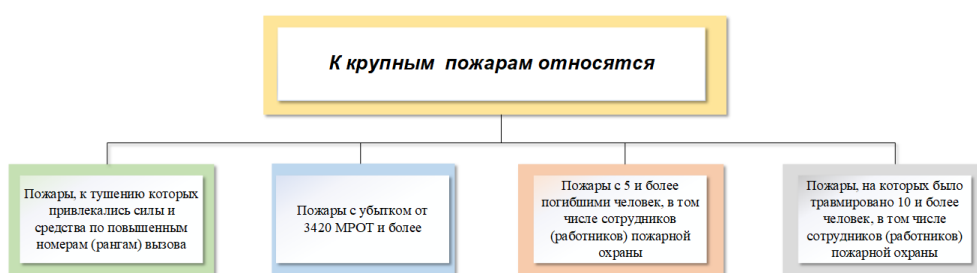 К крупным пожарам относятся
Пожары, к тушению которых
привлекались силы и
средства по повышенным
номерам (рангам) вызова
Пожары с убытком от
3420 МРОТ и более
Пожары с 5 и более
погибшими человек, в том
числе сотрудников
(работников) пожарной
охраны
Пожары, на которых было
травмировано 10 и более
человек, в том числе
сотрудников (работников)
пожарной охраны